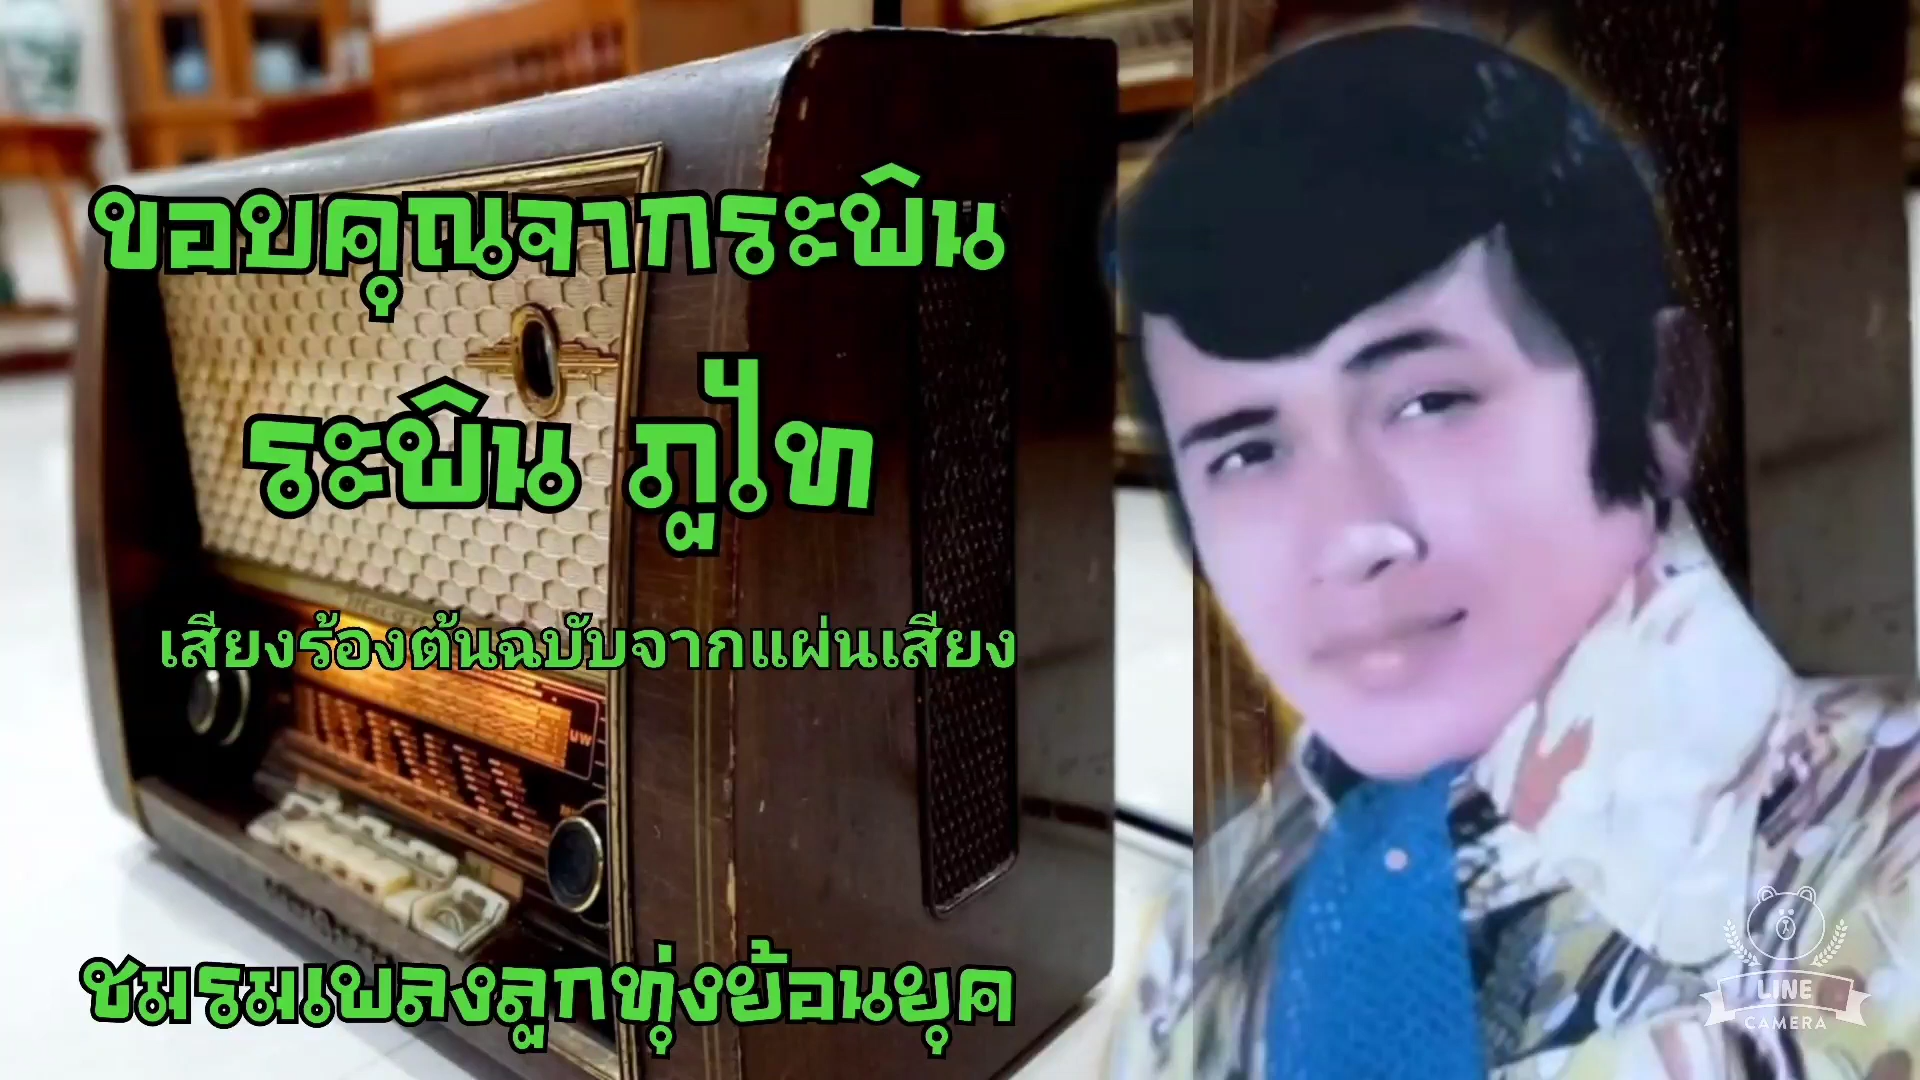 ขอบคุณจากระพิน
ระพิน ภูไท
เสียงร้องต้นฉบับจากแผ่นเสียง
UW
ชมรมเพลงลูกทุ่งย้อนยุค
LINE
CAMERA